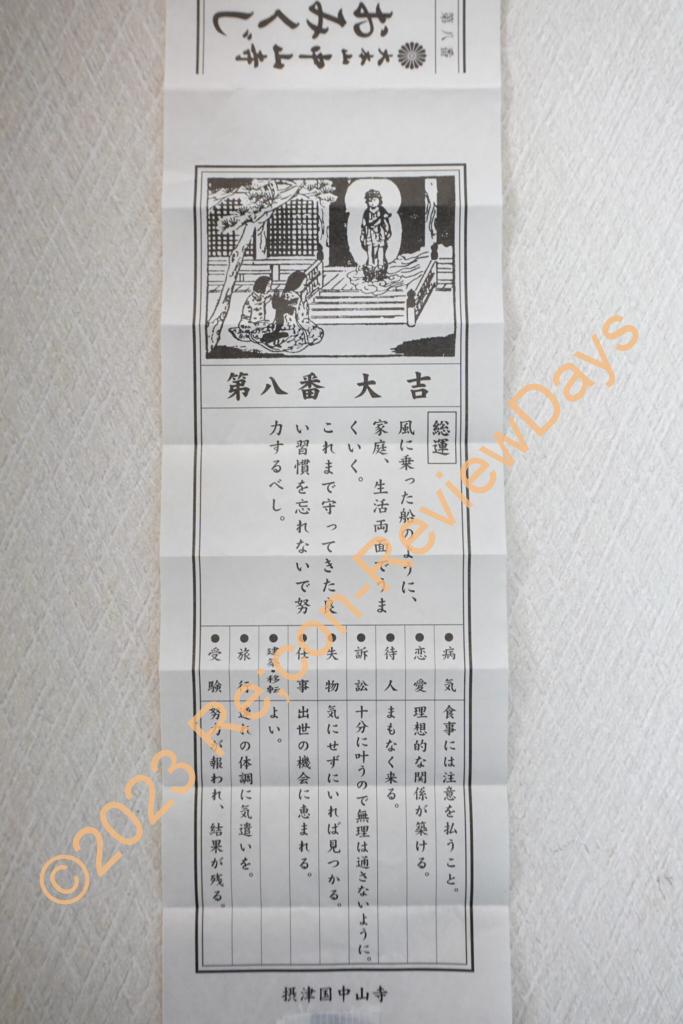 第八番
おみくじ
大本山中山寺
第八番 大吉
総運
風に乗った船のように、
家庭、生活両面でうま
くいく。
これまで守ってきた良
い習慣を忘れないで努
力するべし。
●病気 食事には注意を払うこと。
●恋愛 理想的な関係が築ける。
●待人 まもなく来る。
●訴訟 十分に叶うので無理は通さないように。
●失物 気にせずにいれば見つかる。
●仕事 出世の機会に恵まれる。
●建築・移転 よい。
●旅行 連れの体調に気遣いを。
●受験 努力が報われ、結果が残る。
摂津国中山寺
©2023 Re;con-ReviewDays